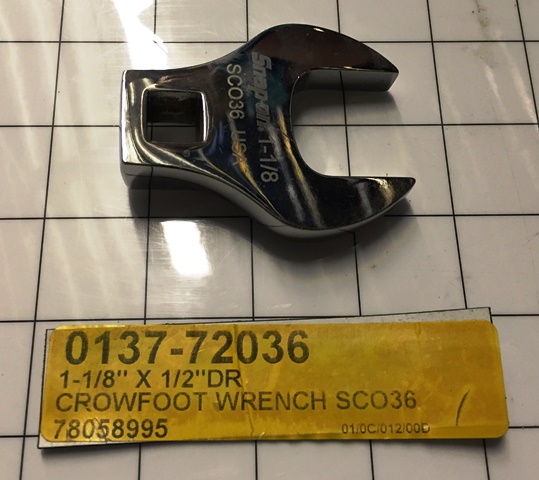 Snap-on 1-1/8
SCO36 USA
0137-72036
1-1/8" X 1/2"DR
CROWFOOT WRENCH SCO36
78058995
01/0C/012/00D